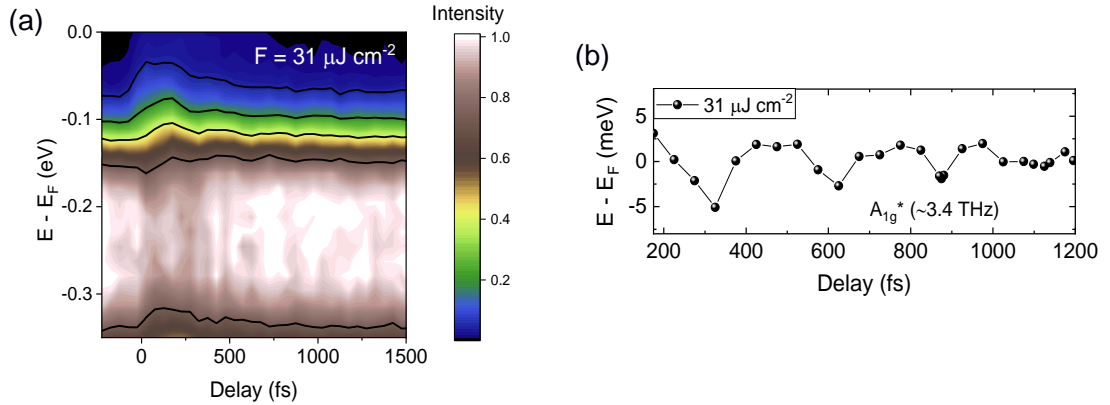 (a)
Intensity
F = 31 μJ cm-2
0.0
-0.1
-0.2
-0.3
E - EF (eV)
0
500
1000
1500
Delay (fs)
1.0
0.8
0.6
0.4
0.2
(b)
31 μJ cm-2
5
0
-5
E - EF (meV)
A1g* (~3.4 THz)
200
400
600
800
1000
1200
Delay (fs)